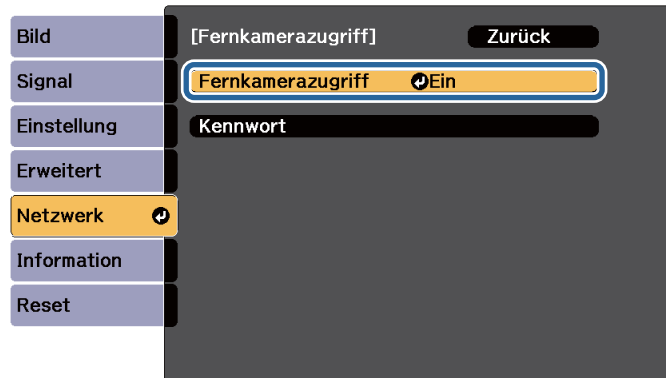 Bild
Signal
Einstellung
Erweitert
Netzwerk
Information
Reset
[Fernkamerazugriff] Zurück
Fernkamerazugriff Ein
Kennwort